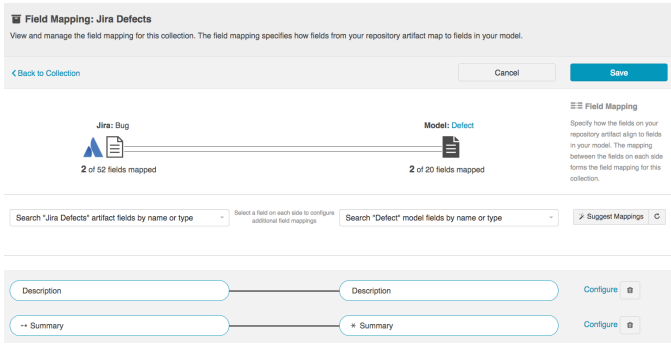 Field Mapping: Jira Defects
View and manage the field mapping for this collection. The field mapping specifies how fields from your repository artifact map to fields in your model.
Back to Collection
Cancel
Save
Field Mapping
Specify how the fields on your
repository artifact align to fields
in your model. The mapping
between the fields on each side
forms the field mapping for this
collection.
Jira: Bug
Model: Defect
2 of 52 fields mapped
2 of 20 fields mapped
Search "Jira Defects" artifact fields by name or type
Select a field on each side to configure
additional field mappings
Search "Defect" model fields by name or type
Suggest Mappings
Description
Description
Configure
→ Summary
* Summary
Configure